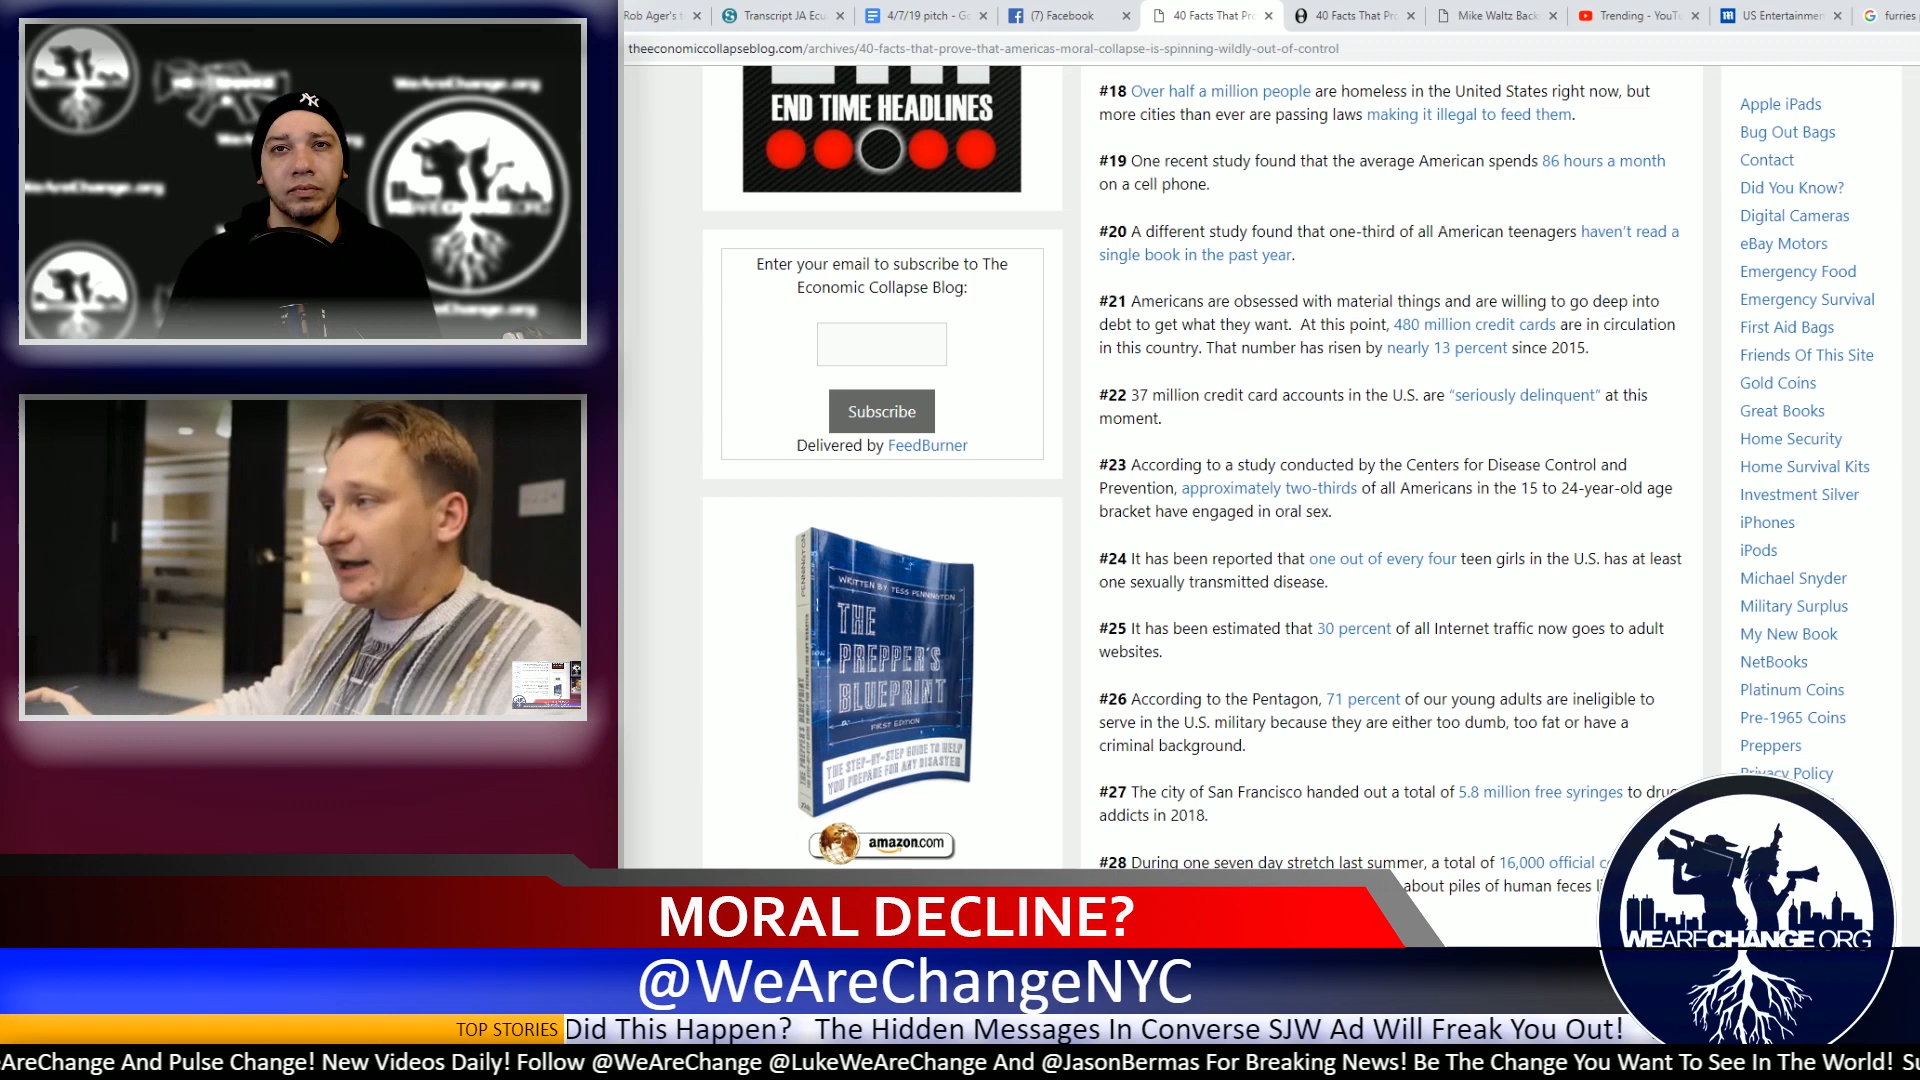 Rob Ager's
Transcript JA Ecu
4/7/19 pitch - Go
(7) Facebook
40 Facts That Pro
40 Facts That Pro
Mike Waltz Back
Trending - YouTu
US Entertainmen
furries
theeconomiccollapseblog.com/archives/40-facts-that-prove-that-americas-moral-collapse-is-spinning-wildly-out-of-control
WeAreChange.org
WeAreChange.org
END TIME HEADLINES
Enter your email to subscribe to The
Economic Collapse Blog:
Subscribe
Delivered by FeedBurner
WRITTEN BY TESS PENNINGTON
THE
PREPPER'S
BLUEPRINT
FIRST EDITION
THE STEP-BY-STEP GUIDE TO HELP
YOU PREPARE FOR ANY DISASTER
amazon.com
#18 Over half a million people are homeless in the United States right now, but
more cities than ever are passing laws making it illegal to feed them.
#19 One recent study found that the average American spends 86 hours a month
on a cell phone.
#20 A different study found that one-third of all American teenagers haven't read a
single book in the past year.
#21 Americans are obsessed with material things and are willing to go deep into
debt to get what they want. At this point, 480 million credit cards are in circulation
in this country. That number has risen by nearly 13 percent since 2015.
#22 37 million credit card accounts in the U.S. are “seriously delinquent” at this
moment.
#23 According to a study conducted by the Centers for Disease Control and
Prevention, approximately two-thirds of all Americans in the 15 to 24-year-old age
bracket have engaged in oral sex.
#24 It has been reported that one out of every four teen girls in the U.S. has at least
one sexually transmitted disease.
#25 It has been estimated that 30 percent of all Internet traffic now goes to adult
websites.
#26 According to the Pentagon, 71 percent of our young adults are ineligible to
serve in the U.S. military because they are either too dumb, too fat or have a
criminal background.
#27 The city of San Francisco handed out a total of 5.8 million free syringes to drug
addicts in 2018.
#28 During one seven day stretch last summer, a total of 16,000 official
about piles of human feces
Apple iPads
Bug Out Bags
Contact
Did You Know?
Digital Cameras
eBay Motors
Emergency Food
Emergency Survival
First Aid Bags
Friends Of This Site
Gold Coins
Great Books
Home Security
Home Survival Kits
Investment Silver
iPhones
iPods
Michael Snyder
Military Surplus
My New Book
NetBooks
Platinum Coins
Pre-1965 Coins
Preppers
Privacy Policy
WEARECHANGE.ORG
MORAL DECLINE?
@WeAreChangeNYC
TOP STORIES Did This Happen? The Hidden Messages In Converse SJW Ad Will Freak You Out!
AreChange And Pulse Change! New Videos Daily! Follow @WeAreChange @LukeWeAreChange And @JasonBermas For Breaking News! Be The Change You Want To See In The World! Su